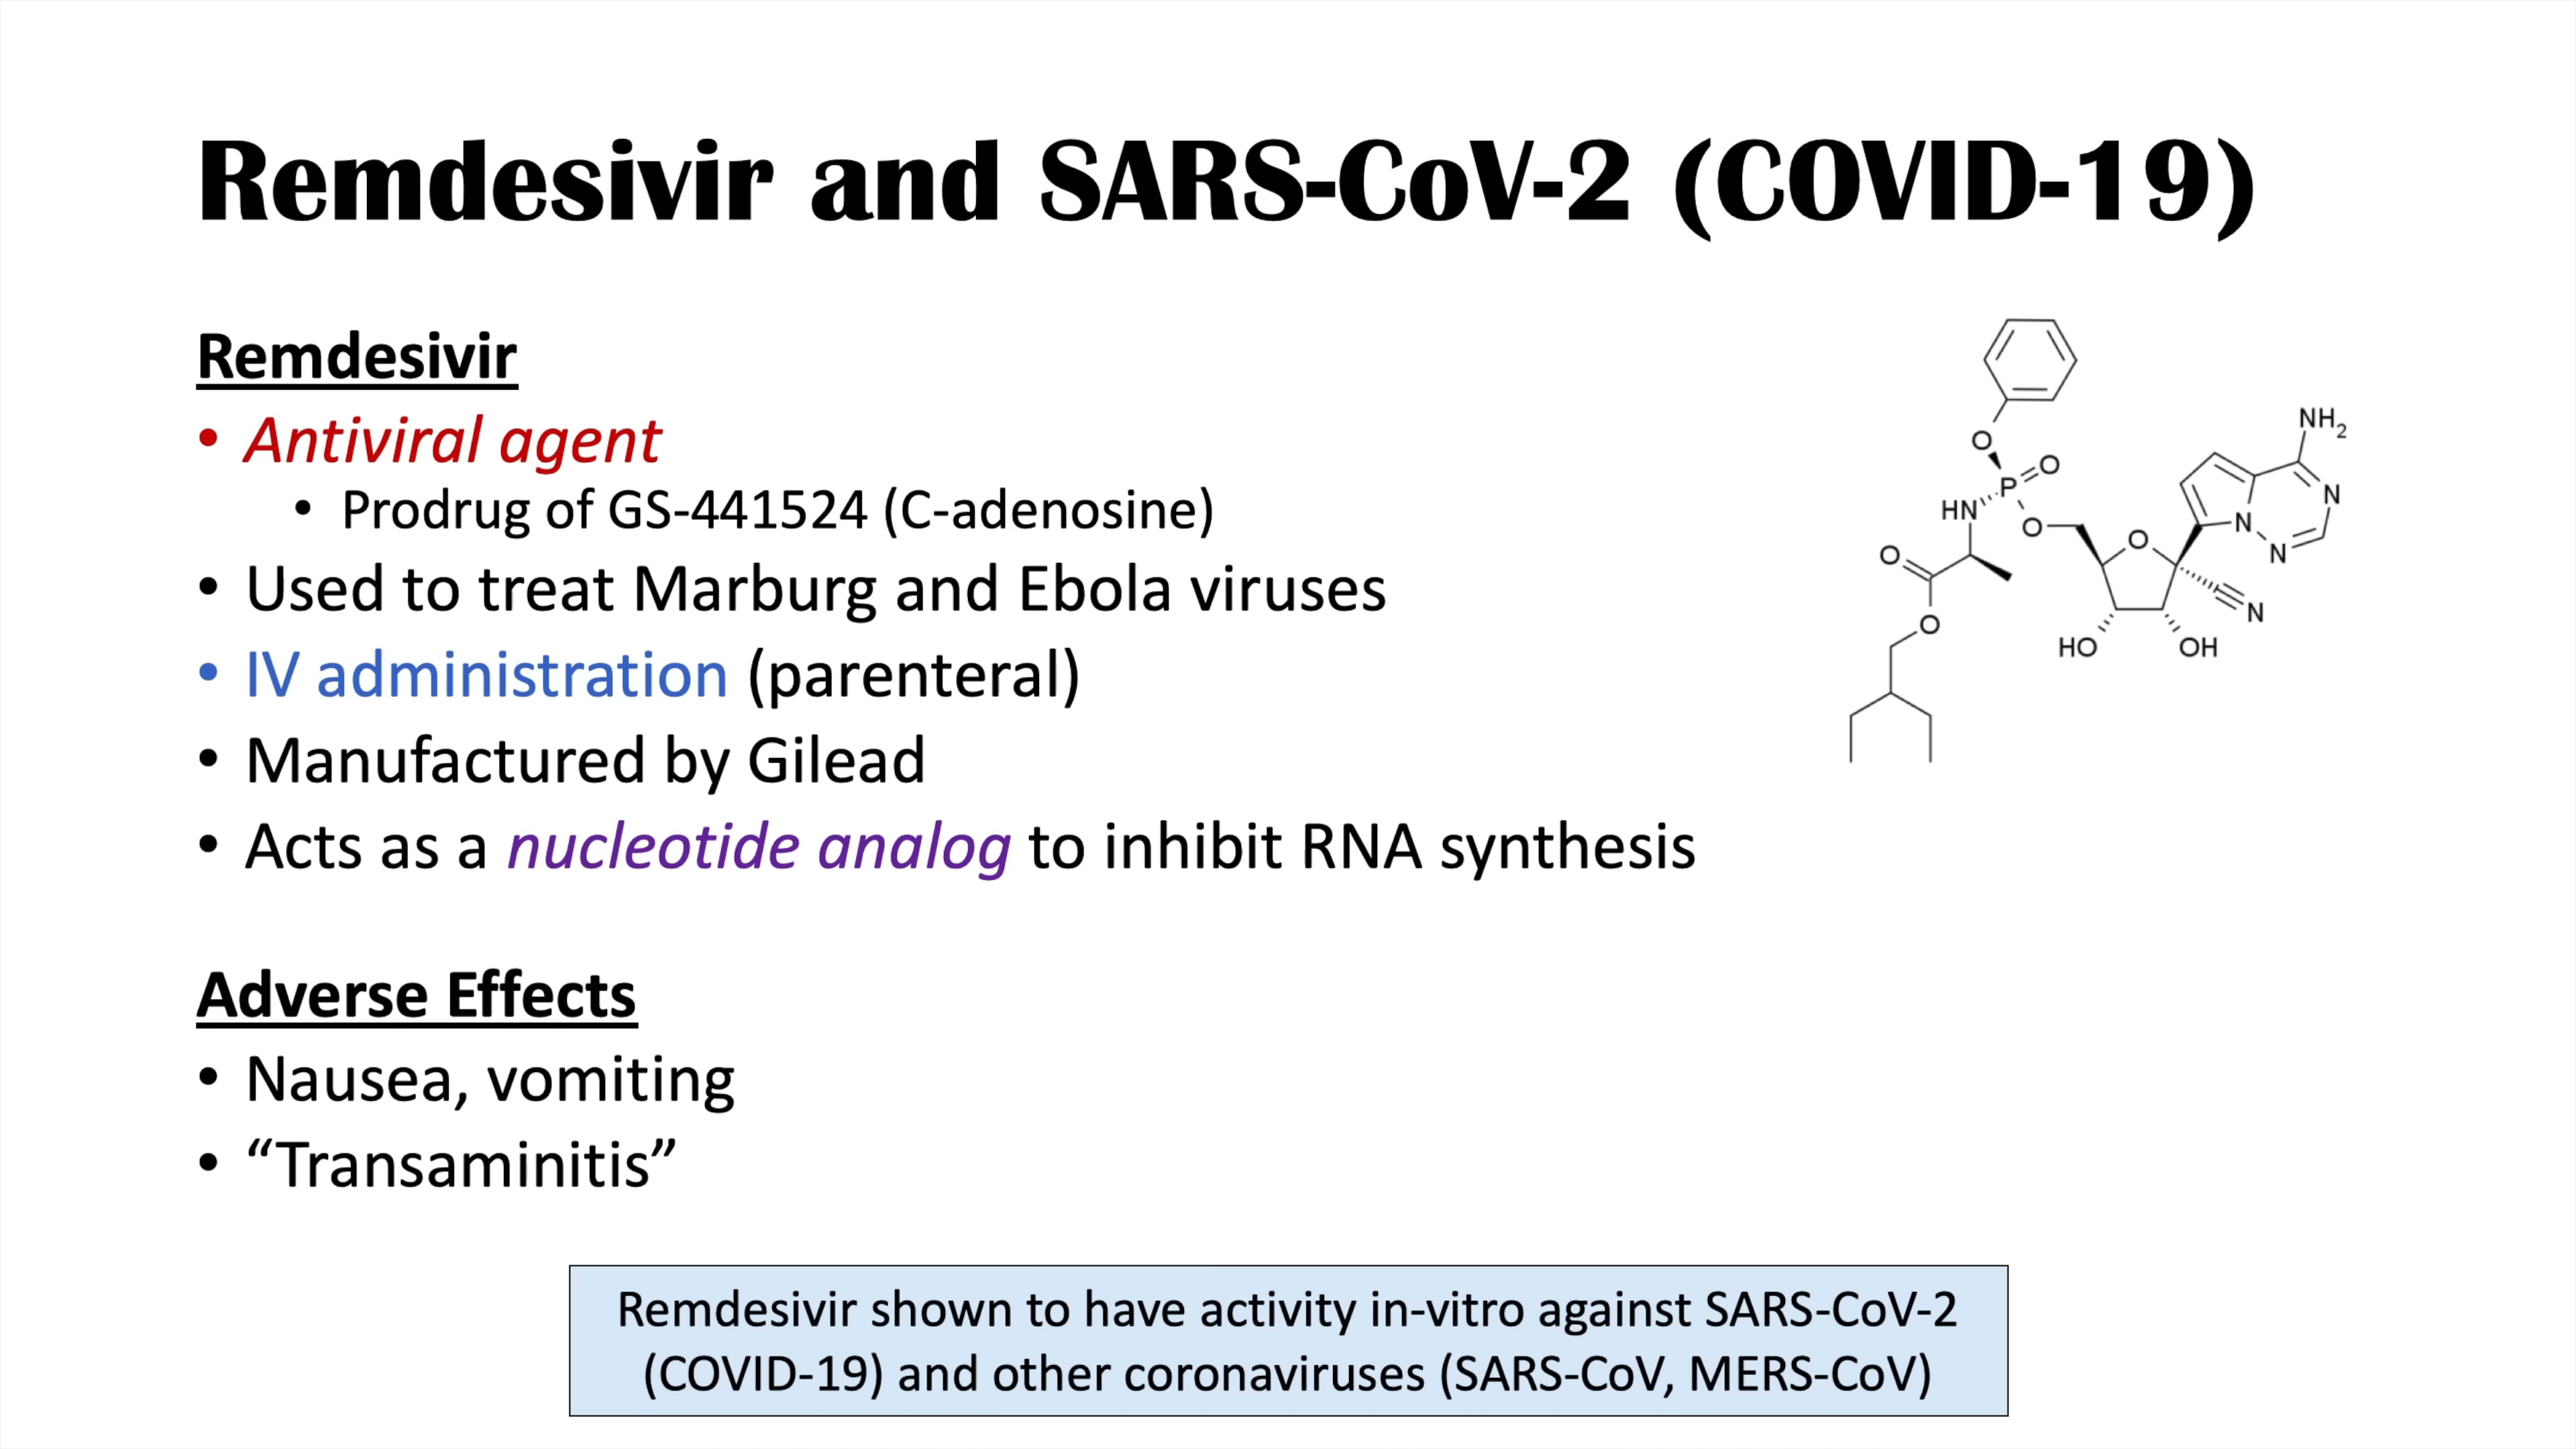 Remdesivir and SARS-CoV-2 (COVID-19)
Remdesivir
• Antiviral agent
• Prodrug of GS-441524 (C-adenosine)
• Used to treat Marburg and Ebola viruses
• IV administration (parenteral)
• Manufactured by Gilead
• Acts as a nucleotide analog to inhibit RNA synthesis
Adverse Effects
• Nausea, vomiting
• “Transaminitis”
Remdesivir shown to have activity in-vitro against SARS-CoV-2
(COVID-19) and other coronaviruses (SARS-CoV, MERS-CoV)
NH2
O
O
P
N
HN
N
O
O
N
O
N
O
HO
OH